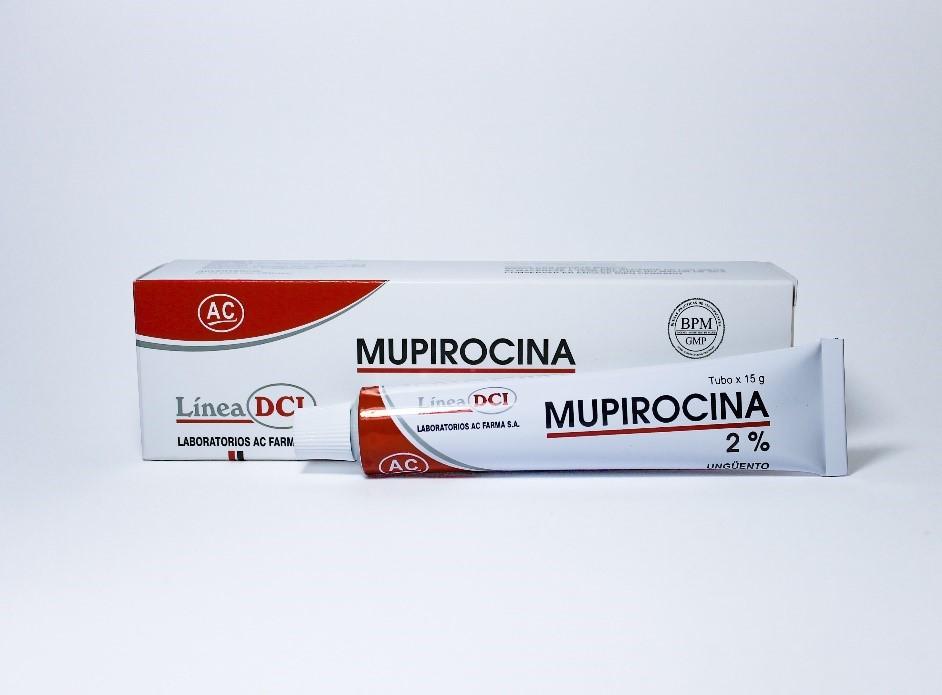 AC
MUPIROCINA
BPM
GMP
Línea DCI
LABORATORIOS AC FARM
Tubo x 15 g
Línea DCI
MUPIROCINA
LABORATORIOS AC FARMA S.A.
2 %
AC
UNGÜENTO